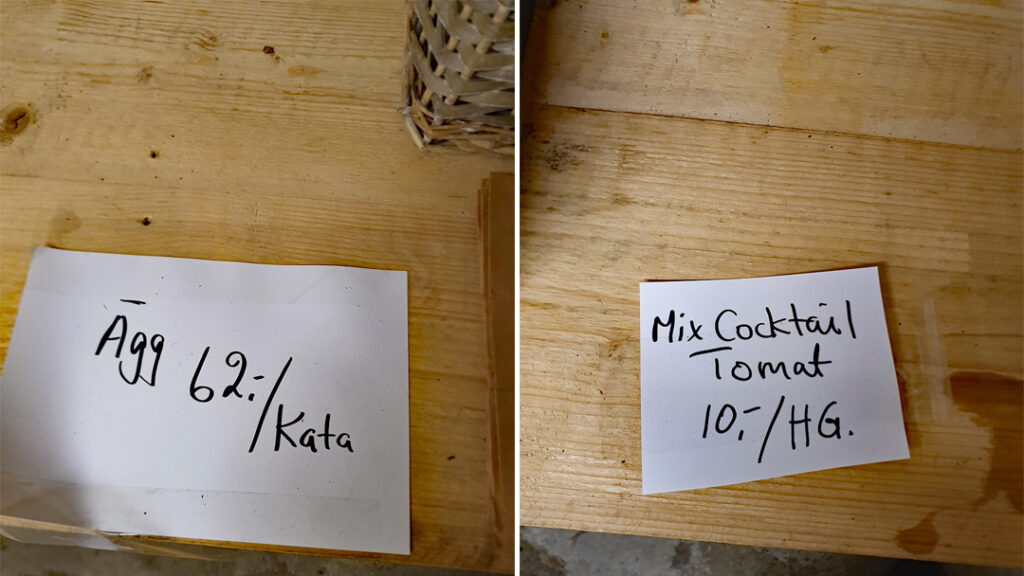 Ägg 62:-/Kata
Mix Cocktail
Tomat
10:-/HG.